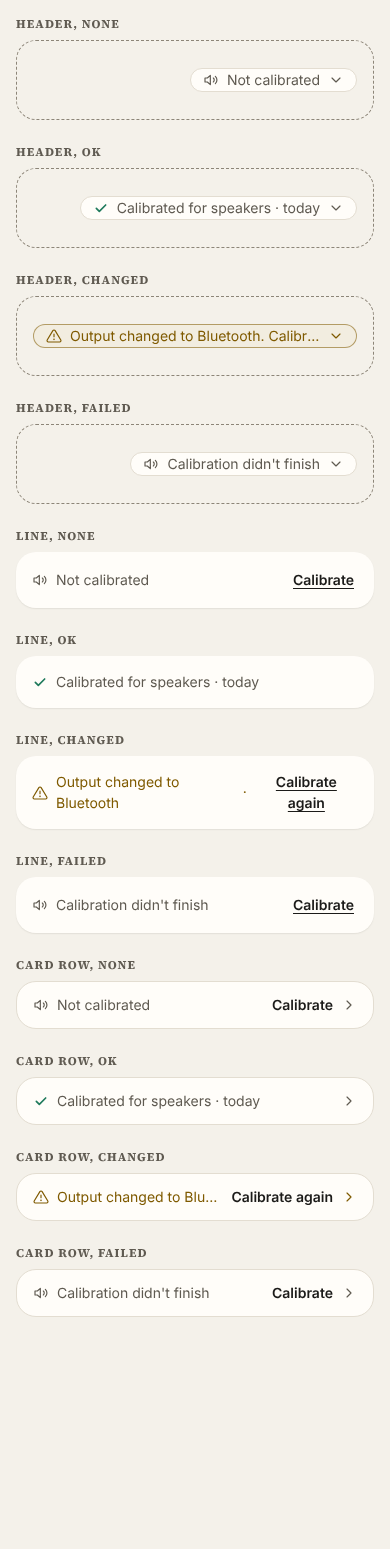 HEADER, NONE
Not calibrated
HEADER, OK
Calibrated for speakers · today
HEADER, CHANGED
Output changed to Bluetooth. Calibr...
HEADER, FAILED
Calibration didn't finish
LINE, NONE
Not calibrated Calibrate
LINE, OK
Calibrated for speakers · today
LINE, CHANGED
Output changed to
Bluetooth
· Calibrate
again
LINE, FAILED
Calibration didn't finish Calibrate
CARD ROW, NONE
Not calibrated Calibrate
CARD ROW, OK
Calibrated for speakers · today
CARD ROW, CHANGED
Output changed to Blu... Calibrate again
CARD ROW, FAILED
Calibration didn't finish Calibrate